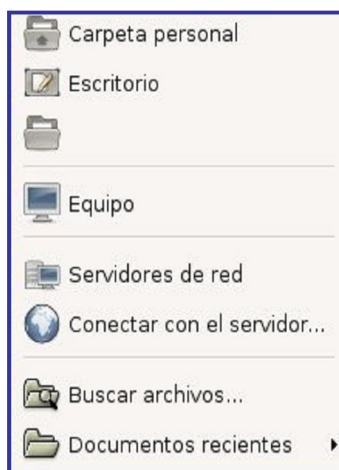 Carpeta personal
Escritorio
Equipo
Servidores de red
Conectar con el servidor...
Buscar archivos...
Documentos recientes